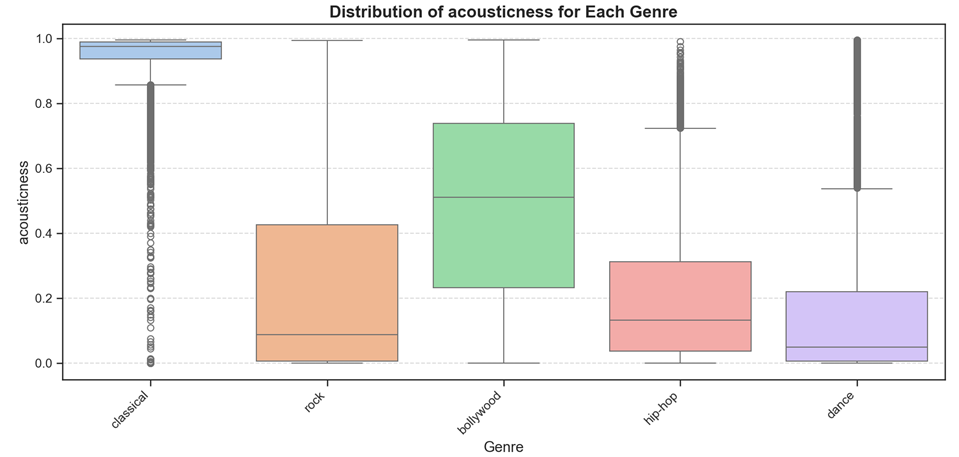 Distribution of acousticness for Each Genre
1.0
0.8
0.6
0.4
0.2
0.0
acousticness
classical
rock
bollywood
hip-hop
dance
Genre